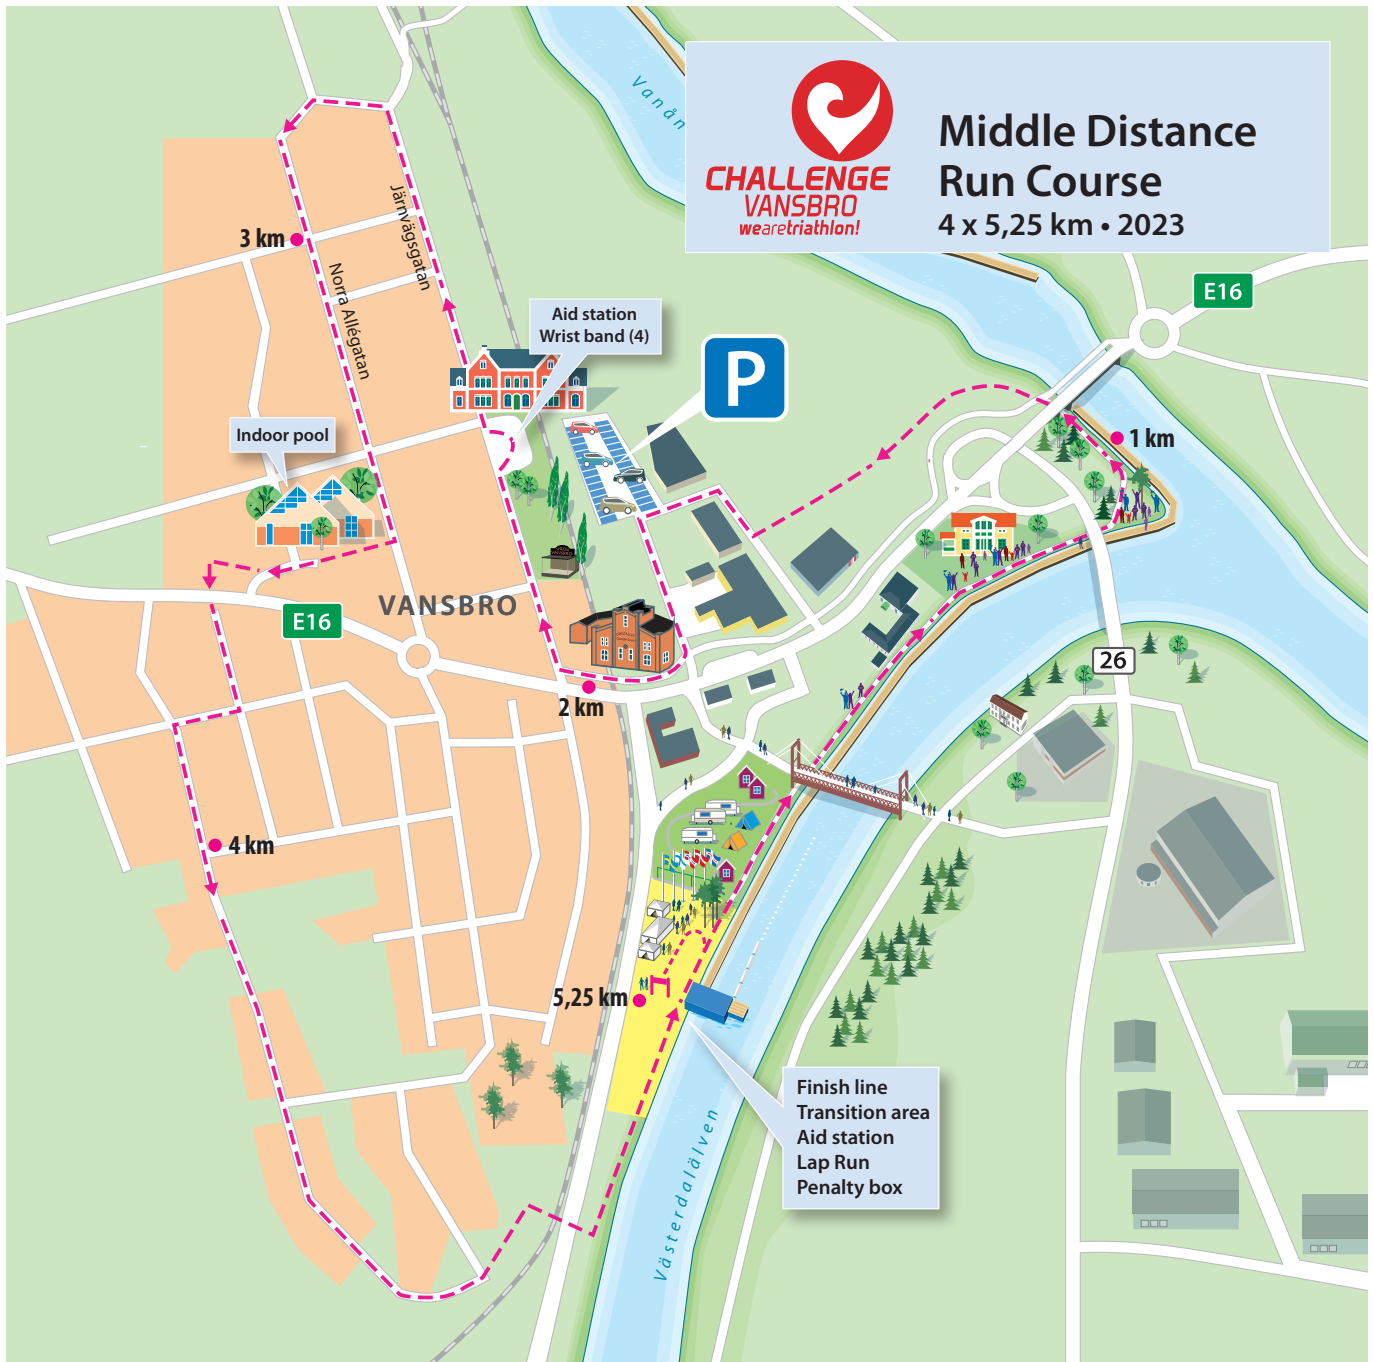 Vanån
CHALLENGE
VANSBRO
wearetriathlon!
Middle Distance
Run Course
4 x 5,25 km • 2023
E16
Järnvägsgatan
3 km
Norra Allégatan
Aid station
Wrist band (4)
P
Indoor pool
1 km
VANSBRO
E16
26
2 km
4 km
5,25 km
Finish line
Transition area
Aid station
Lap Run
Penalty box
Västerdalälven